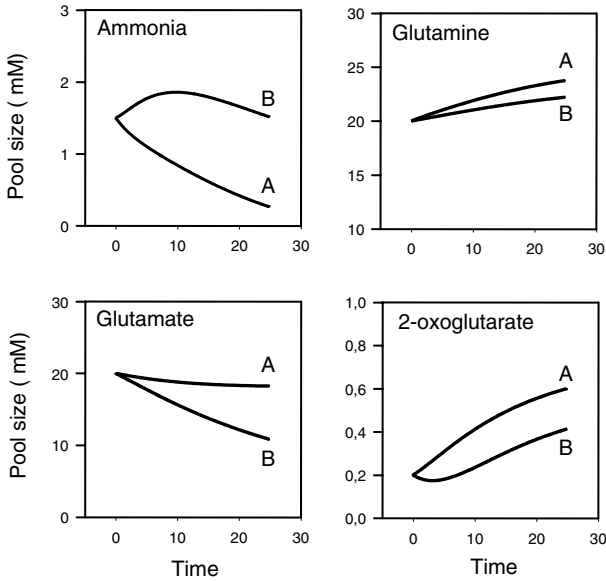 Ammonia
Pool size ( mM)
3
2
1
0
B
A
0 10 20 30
Glutamine
30
25
20
15
10
A
B
0 10 20 30
Glutamate
Pool size ( mM)
30
20
10
0
A
B
0 10 20 30
Time
2-oxoglutarate
1,0
0,8
0,6
0,4
0,2
0,0
A
B
0 10 20 30
Time